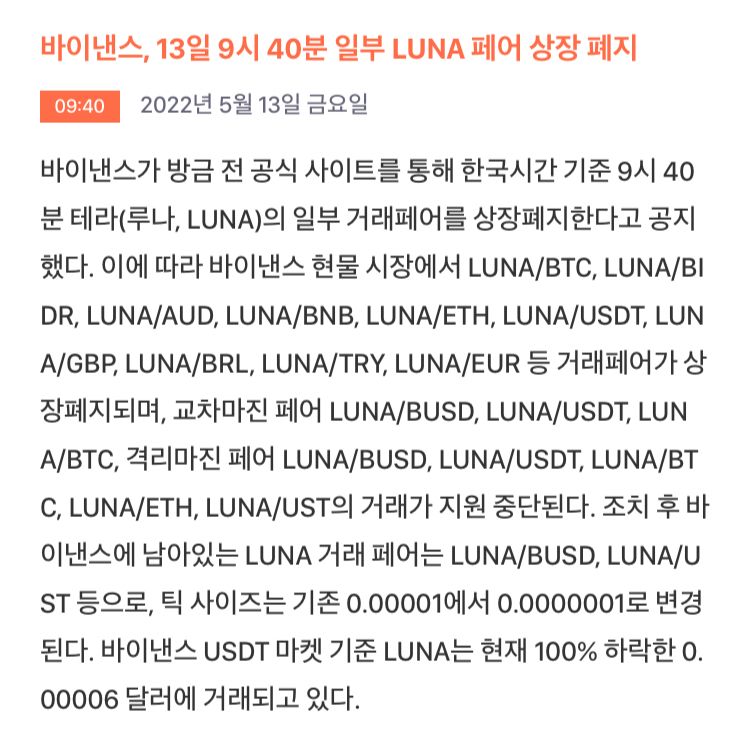 바이낸스, 13일 9시 40분 일부 LUNA 페어 상장 폐지
09:40 2022년 5월 13일 금요일
바이낸스가 방금 전 공식 사이트를 통해 한국시간 기준 9시 40
분 테라(루나, LUNA)의 일부 거래페어를 상장폐지한다고 공지
했다. 이에 따라 바이낸스 현물 시장에서 LUNA/BTC, LUNA/BI
DR, LUNA/AUD, LUNA/BNB, LUNA/ETH, LUNA/USDT, LUN
A/GBP, LUNA/BRL, LUNA/TRY, LUNA/EUR 등 거래페어가 상
장폐지되며, 교차마진 페어 LUNA/BUSD, LUNA/USDT, LUN
A/BTC, 격리마진 페어 LUNA/BUSD, LUNA/USDT, LUNA/BT
C, LUNA/ETH, LUNA/UST의 거래가 지원 중단된다. 조치 후 바
이낸스에 남아있는 LUNA 거래 페어는 LUNA/BUSD, LUNA/U
ST 등으로, 틱 사이즈는 기존 0.00001에서 0.0000001로 변경
된다. 바이낸스 USDT 마켓 기준 LUNA는 현재 100% 하락한 0.
00006 달러에 거래되고 있다.